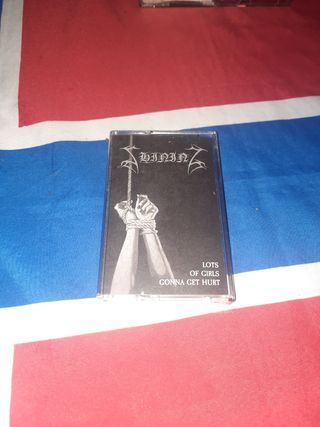 SHINING
LOTS
OF GIRLS
GONNA GET HURT